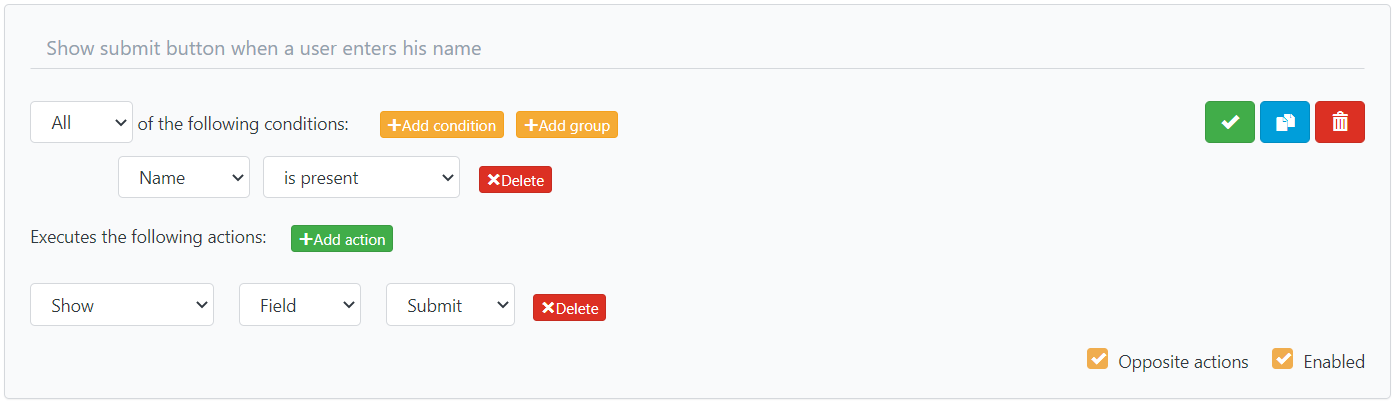 Show submit button when a user enters his name
All of the following conditions: +Add condition +Add group
Name is present ×Delete
Executes the following actions: +Add action
Show Field Submit ×Delete
Opposite actions Enabled